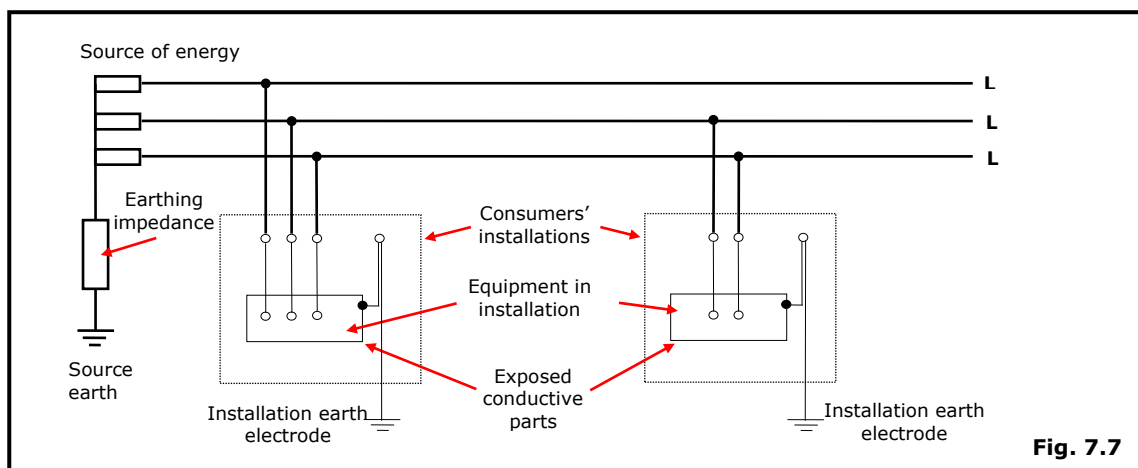 Source of energy
L
L
L
Earthing
impedance
Consumers’
installations
Equipment in
installation
Source
earth
Exposed
conductive
parts
Installation earth
electrode
Installation earth
electrode
Fig. 7.7